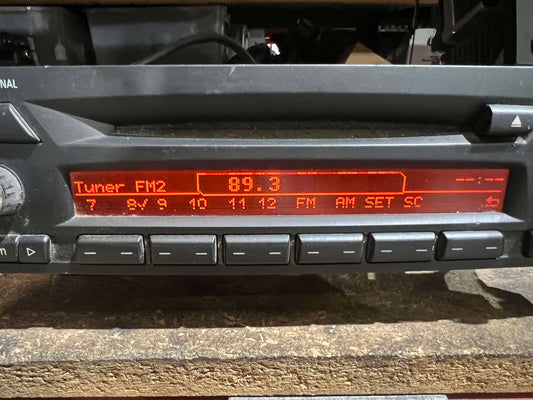 NAL
Tuner FM2 89.3 --:--
7 8/ 9 10 11 12 FM AM SET SC